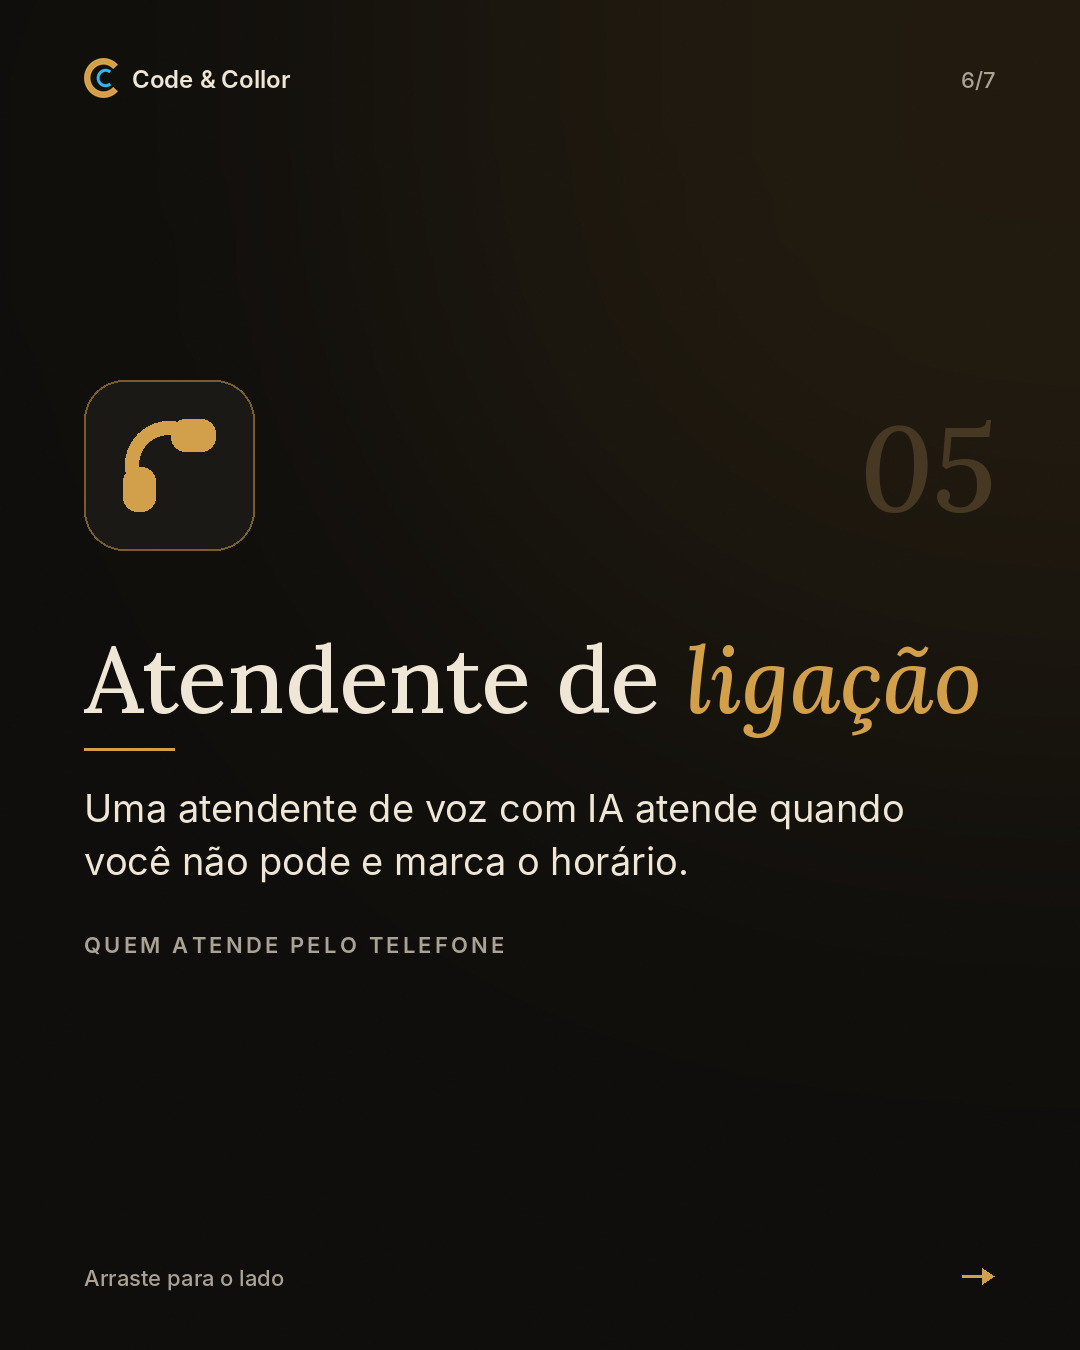 Code & Collor
6/7
05
Atendente de ligação
Uma atendente de voz com IA atende quando
você não pode e marca o horário.
QUEM ATENDE PELO TELEFONE
Arraste para o lado